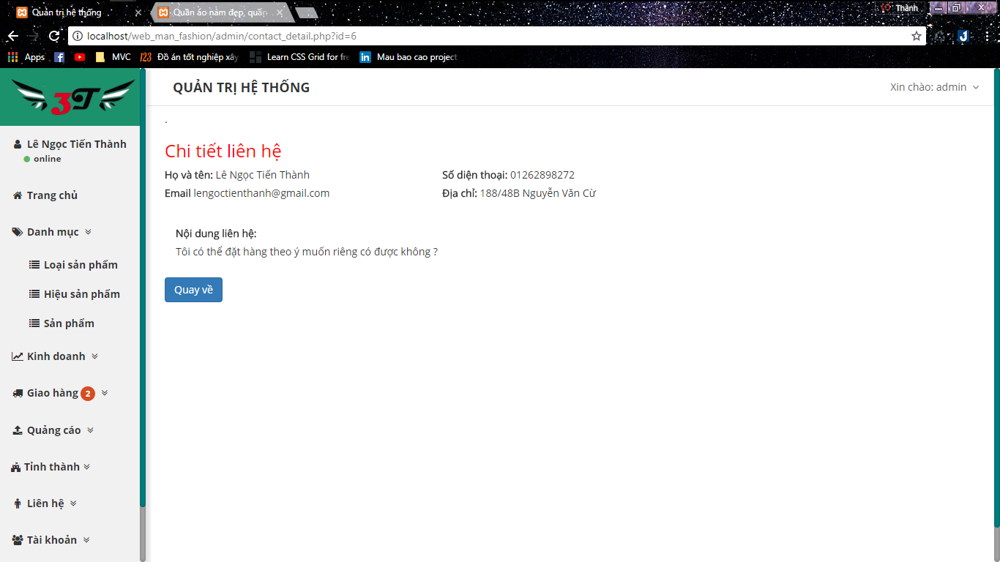 Quản trị hệ thống
Quần áo nam đẹp, quần
Thành
localhost/web_man_fashion/admin/contact_detail.php?id=6
Apps
MVC
123 Đồ án tốt nghiệp xây
Learn CSS Grid for fre
in Mau bao cao project
3T
QUẢN TRỊ HỆ THỐNG
Xin chào: admin
Lê Ngọc Tiến Thành
online
Trang chủ
Danh mục
Loại sản phẩm
Hiệu sản phẩm
Sản phẩm
Kinh doanh
Giao hàng 2
Quảng cáo
Tỉnh thành
Liên hệ
Tài khoản
.
Chi tiết liên hệ
Họ và tên: Lê Ngọc Tiến Thành
Số diện thoại: 01262898272
Email lengoctienthanh@gmail.com
Địa chỉ: 188/48B Nguyễn Văn Cừ
Nội dung liên hệ:
Tôi có thể đặt hàng theo ý muốn riêng có được không ?
Quay về